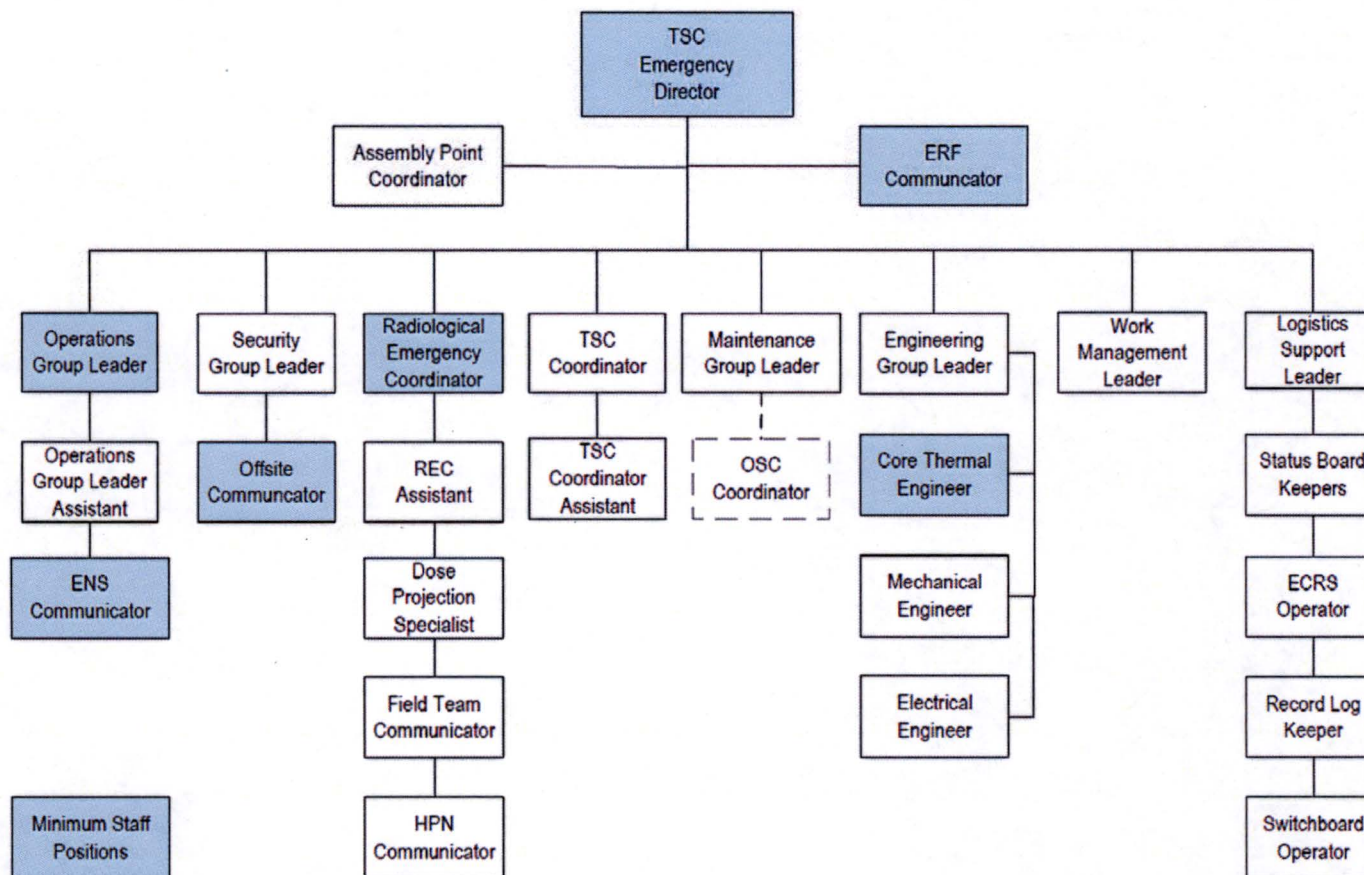 TSC
Emergency
Director
Assembly Point
Coordinator
ERF
Communcator
Operations
Group Leader
Security
Group Leader
Radiological
Emergency
Coordinator
TSC
Coordinator
Maintenance
Group Leader
Engineering
Group Leader
Work
Management
Leader
Logistics
Support
Leader
Operations
Group Leader
Assistant
Offsite
Communcator
REC
Assistant
TSC
Coordinator
Assistant
OSC
Coordinator
Core Thermal
Engineer
Status Board
Keepers
ENS
Communicator
Dose
Projection
Specialist
Mechanical
Engineer
ECRS
Operator
Field Team
Communicator
Electrical
Engineer
Record Log
Keeper
Minimum Staff
Positions
HPN
Communicator
Switchboard
Operator